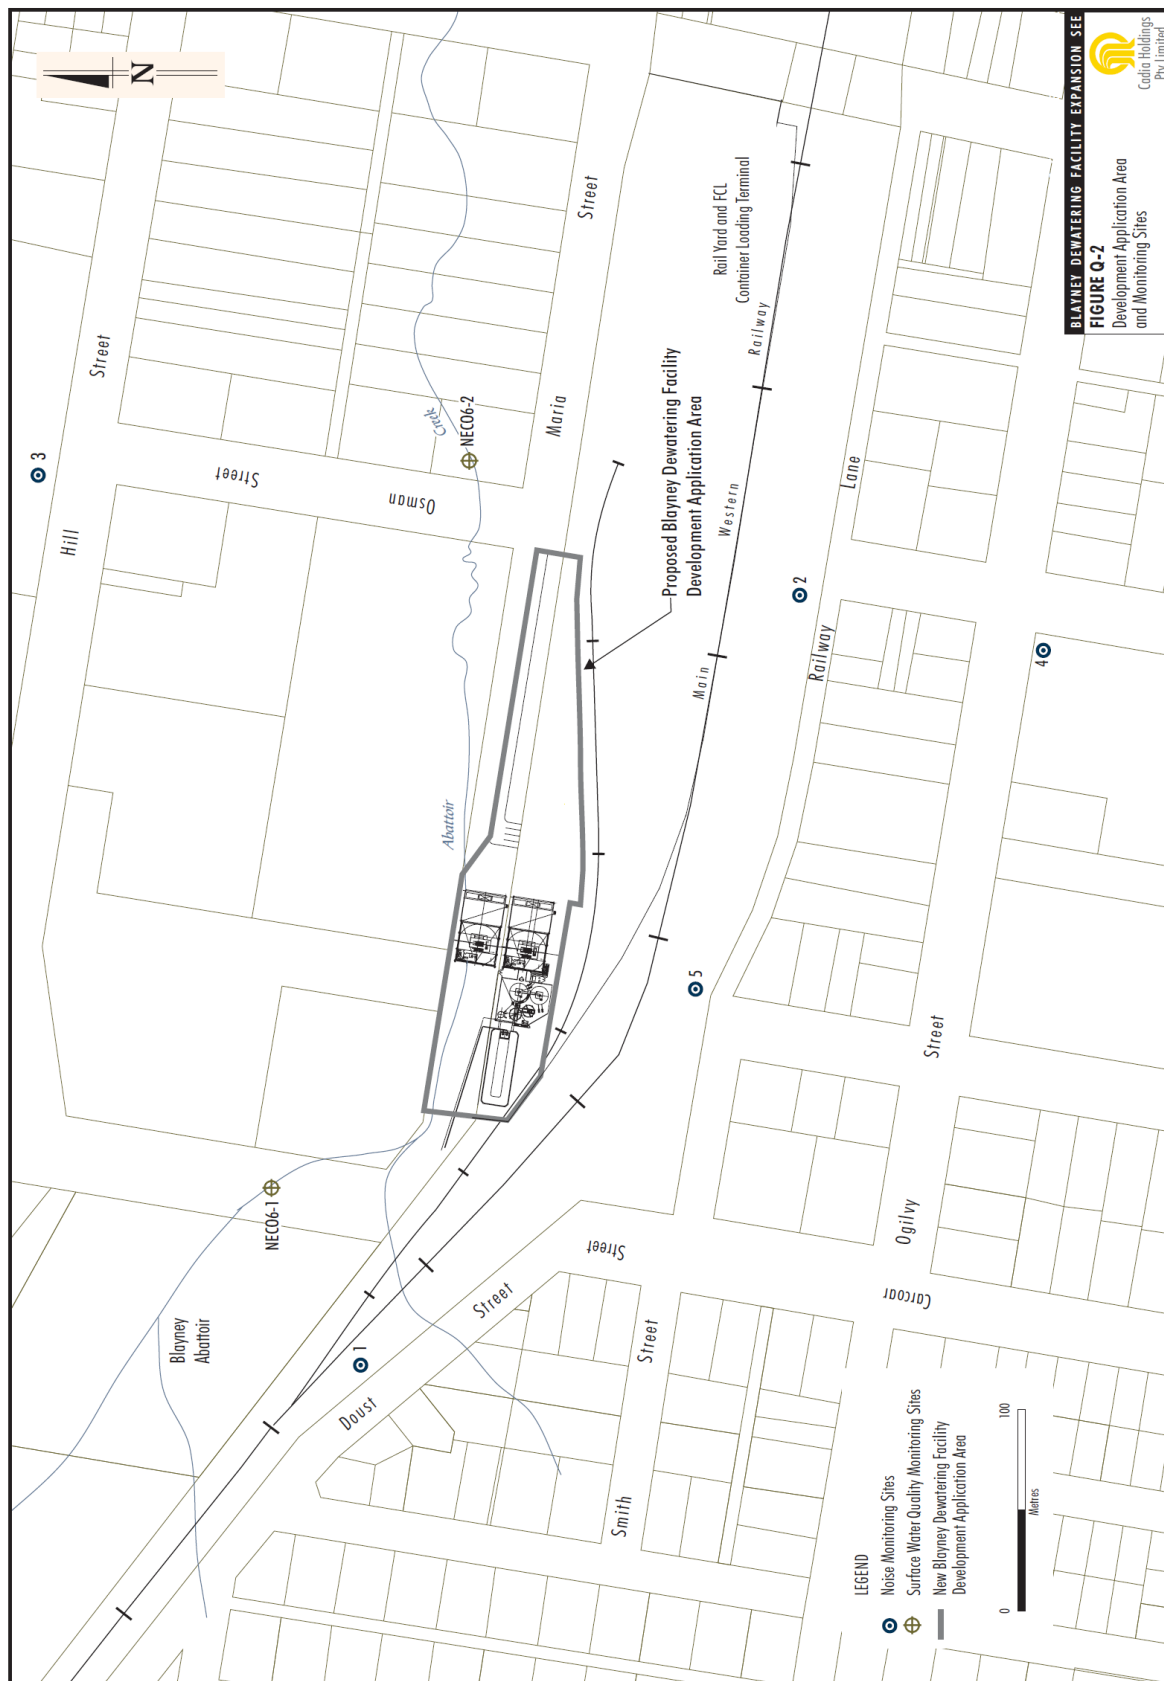 N
3
Street
Hill
Street
Osman
Creek
NECO6-2
Maria
Street
Rail Yard and FCL
Container Loading Terminal
Proposed Blayney Dewatering Facility
Development Application Area
Abattoir
Main
Western
Railway
2
Railway
Lane
4
5
NECO6-1
Blayney
Abattoir
1
Doust
Street
Street
Carcoar
Smith
Street
Ogilvy
Street
LEGEND
Noise Monitoring Sites
Surface Water Quality Monitoring Sites
New Blayney Dewatering Facility
Development Application Area
0
100
Metres
BLAYNEY DEWATERING FACILITY EXPANSION SEE
FIGURE Q-2
Development Application Area
and Monitoring Sites
Cadia Holdings
Pty Limited